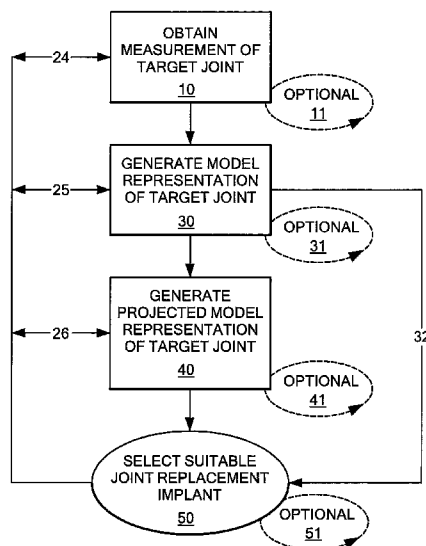 OBTAIN
MEASUREMENT OF
TARGET JOINT
10
24
OPTIONAL
11
GENERATE MODEL
REPRESENTATION
OF TARGET JOINT
30
25
OPTIONAL
31
GENERATE
PROJECTED MODEL
REPRESENTATION
OF TARGET JOINT
40
26
32
OPTIONAL
41
SELECT SUITABLE
JOINT REPLACEMENT
IMPLANT
50
OPTIONAL
51